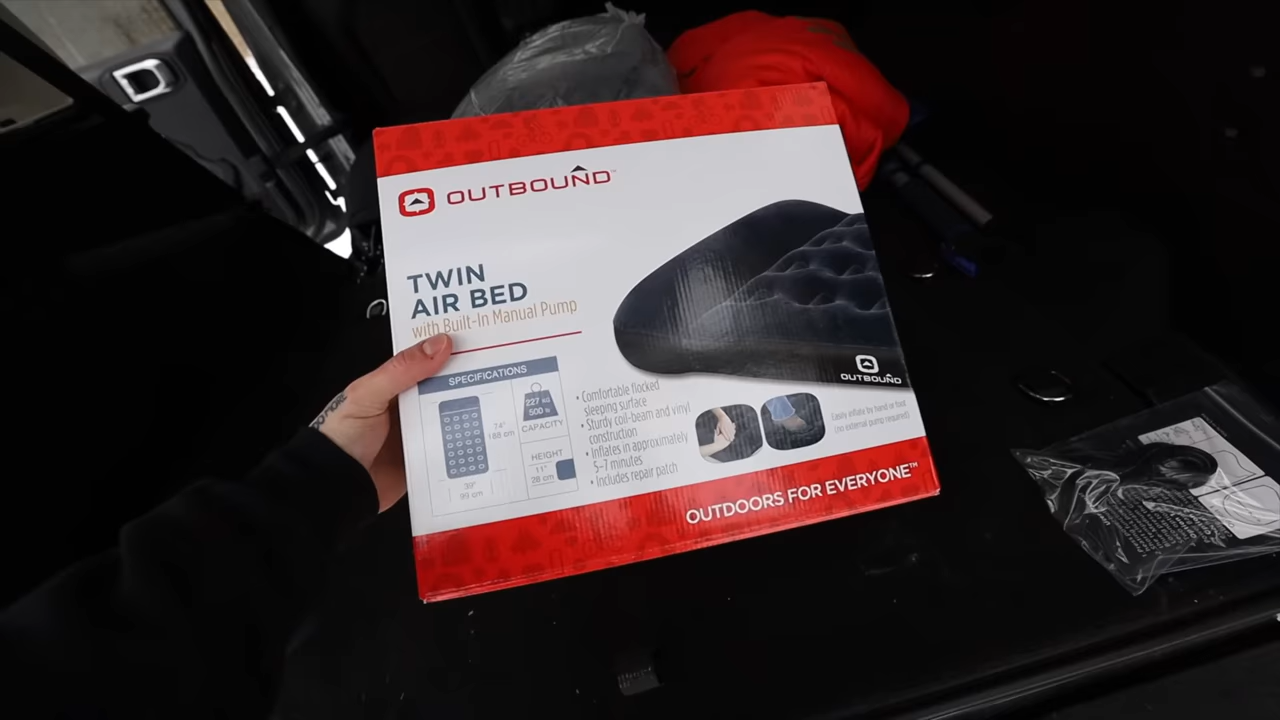 OUTBOUND™
TWIN
AIR BED
with Built-In Manual Pump
SPECIFICATIONS
74"
188 cm
39"
99 cm
227 kg
500 lb
CAPACITY
HEIGHT
11"
28 cm
• Comfortable flocked
sleeping surface
• Sturdy coil-beam and vinyl
construction
• Inflates in approximately
5-7 minutes
• Includes repair patch
OUTBOUND
Easily inflate by hand or foot
(no external pump required)
OUTDOORS FOR EVERYONE™